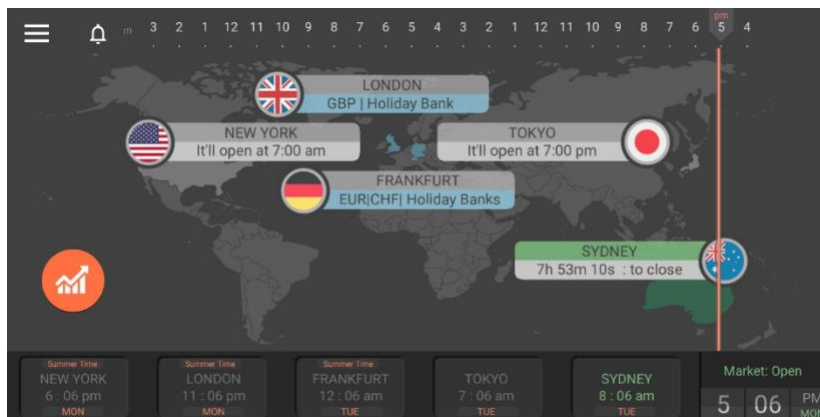 pm
m 3 2 1 12 11 10 9 8 7 6 5 4 3 2 1 12 11 10 9 8 7 6 5 4
LONDON
GBP | Holiday Bank
NEW YORK
It'll open at 7:00 am
TOKYO
It'll open at 7:00 pm
FRANKFURT
EUR|CHF| Holiday Banks
SYDNEY
7h 53m 10s : to close
Summer Time
NEW YORK
6 : 06 pm
MON
Summer Time
LONDON
11 : 06 pm
MON
Summer Time
FRANKFURT
12 : 06 am
TUE
TOKYO
7 : 06 am
TUE
SYDNEY
8 : 06 am
TUE
Market: Open
5 06 PM
MON